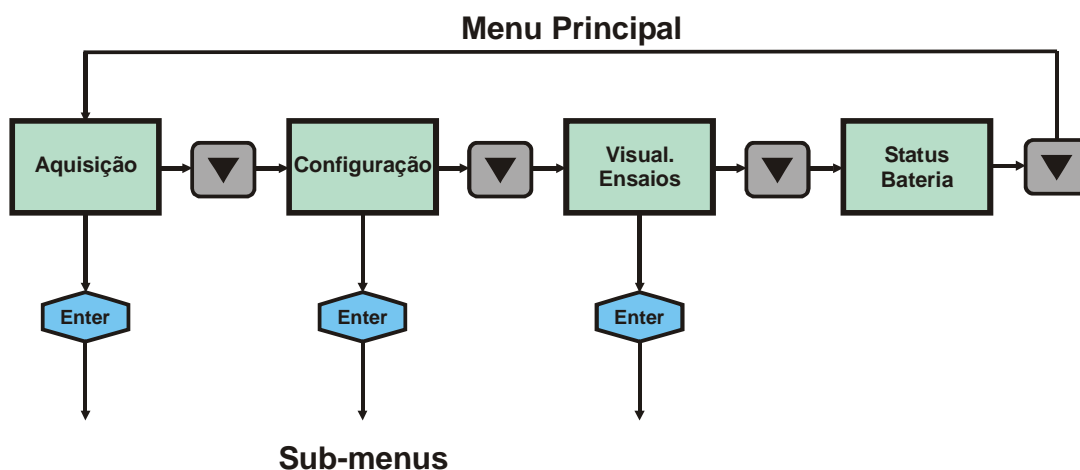 Menu Principal
Aquisição
Configuração
Visual.
Ensaios
Status
Bateria
Enter
Enter
Enter
Sub-menus